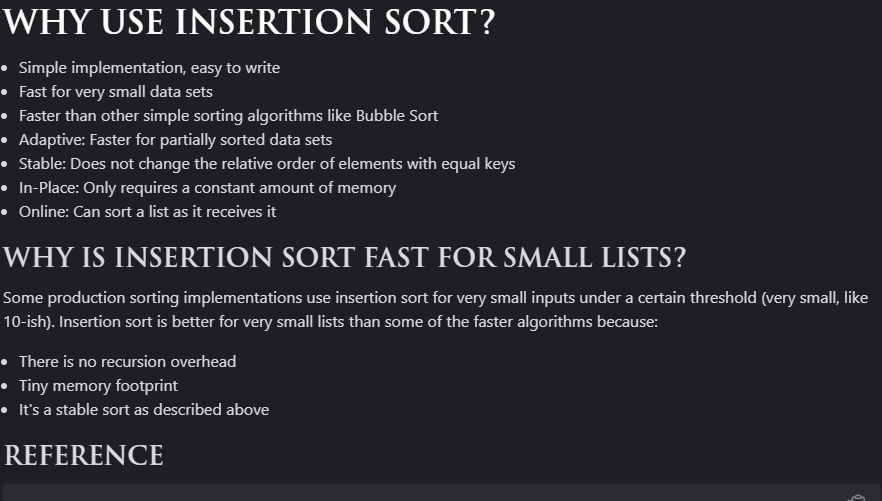 WHY USE INSERTION SORT?
Simple implementation, easy to write
Fast for very small data sets
Faster than other simple sorting algorithms like Bubble Sort
Adaptive: Faster for partially sorted data sets
Stable: Does not change the relative order of elements with equal keys
In-Place: Only requires a constant amount of memory
Online: Can sort a list as it receives it
WHY IS INSERTION SORT FAST FOR SMALL LISTS?
Some production sorting implementations use insertion sort for very small inputs under a certain threshold (very small, like
10-ish). Insertion sort is better for very small lists than some of the faster algorithms because:
There is no recursion overhead
Tiny memory footprint
It's a stable sort as described above
REFERENCE